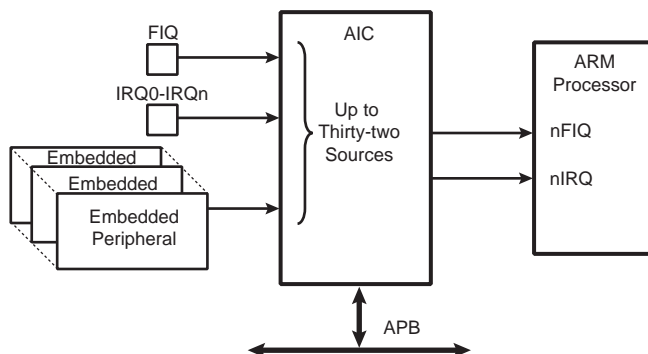 FIQ
IRQ0-IRQn
Embedded
Embedded
Embedded
Peripheral
AIC
Up to
Thirty-two
Sources
ARM
Processor
nFIQ
nIRQ
APB